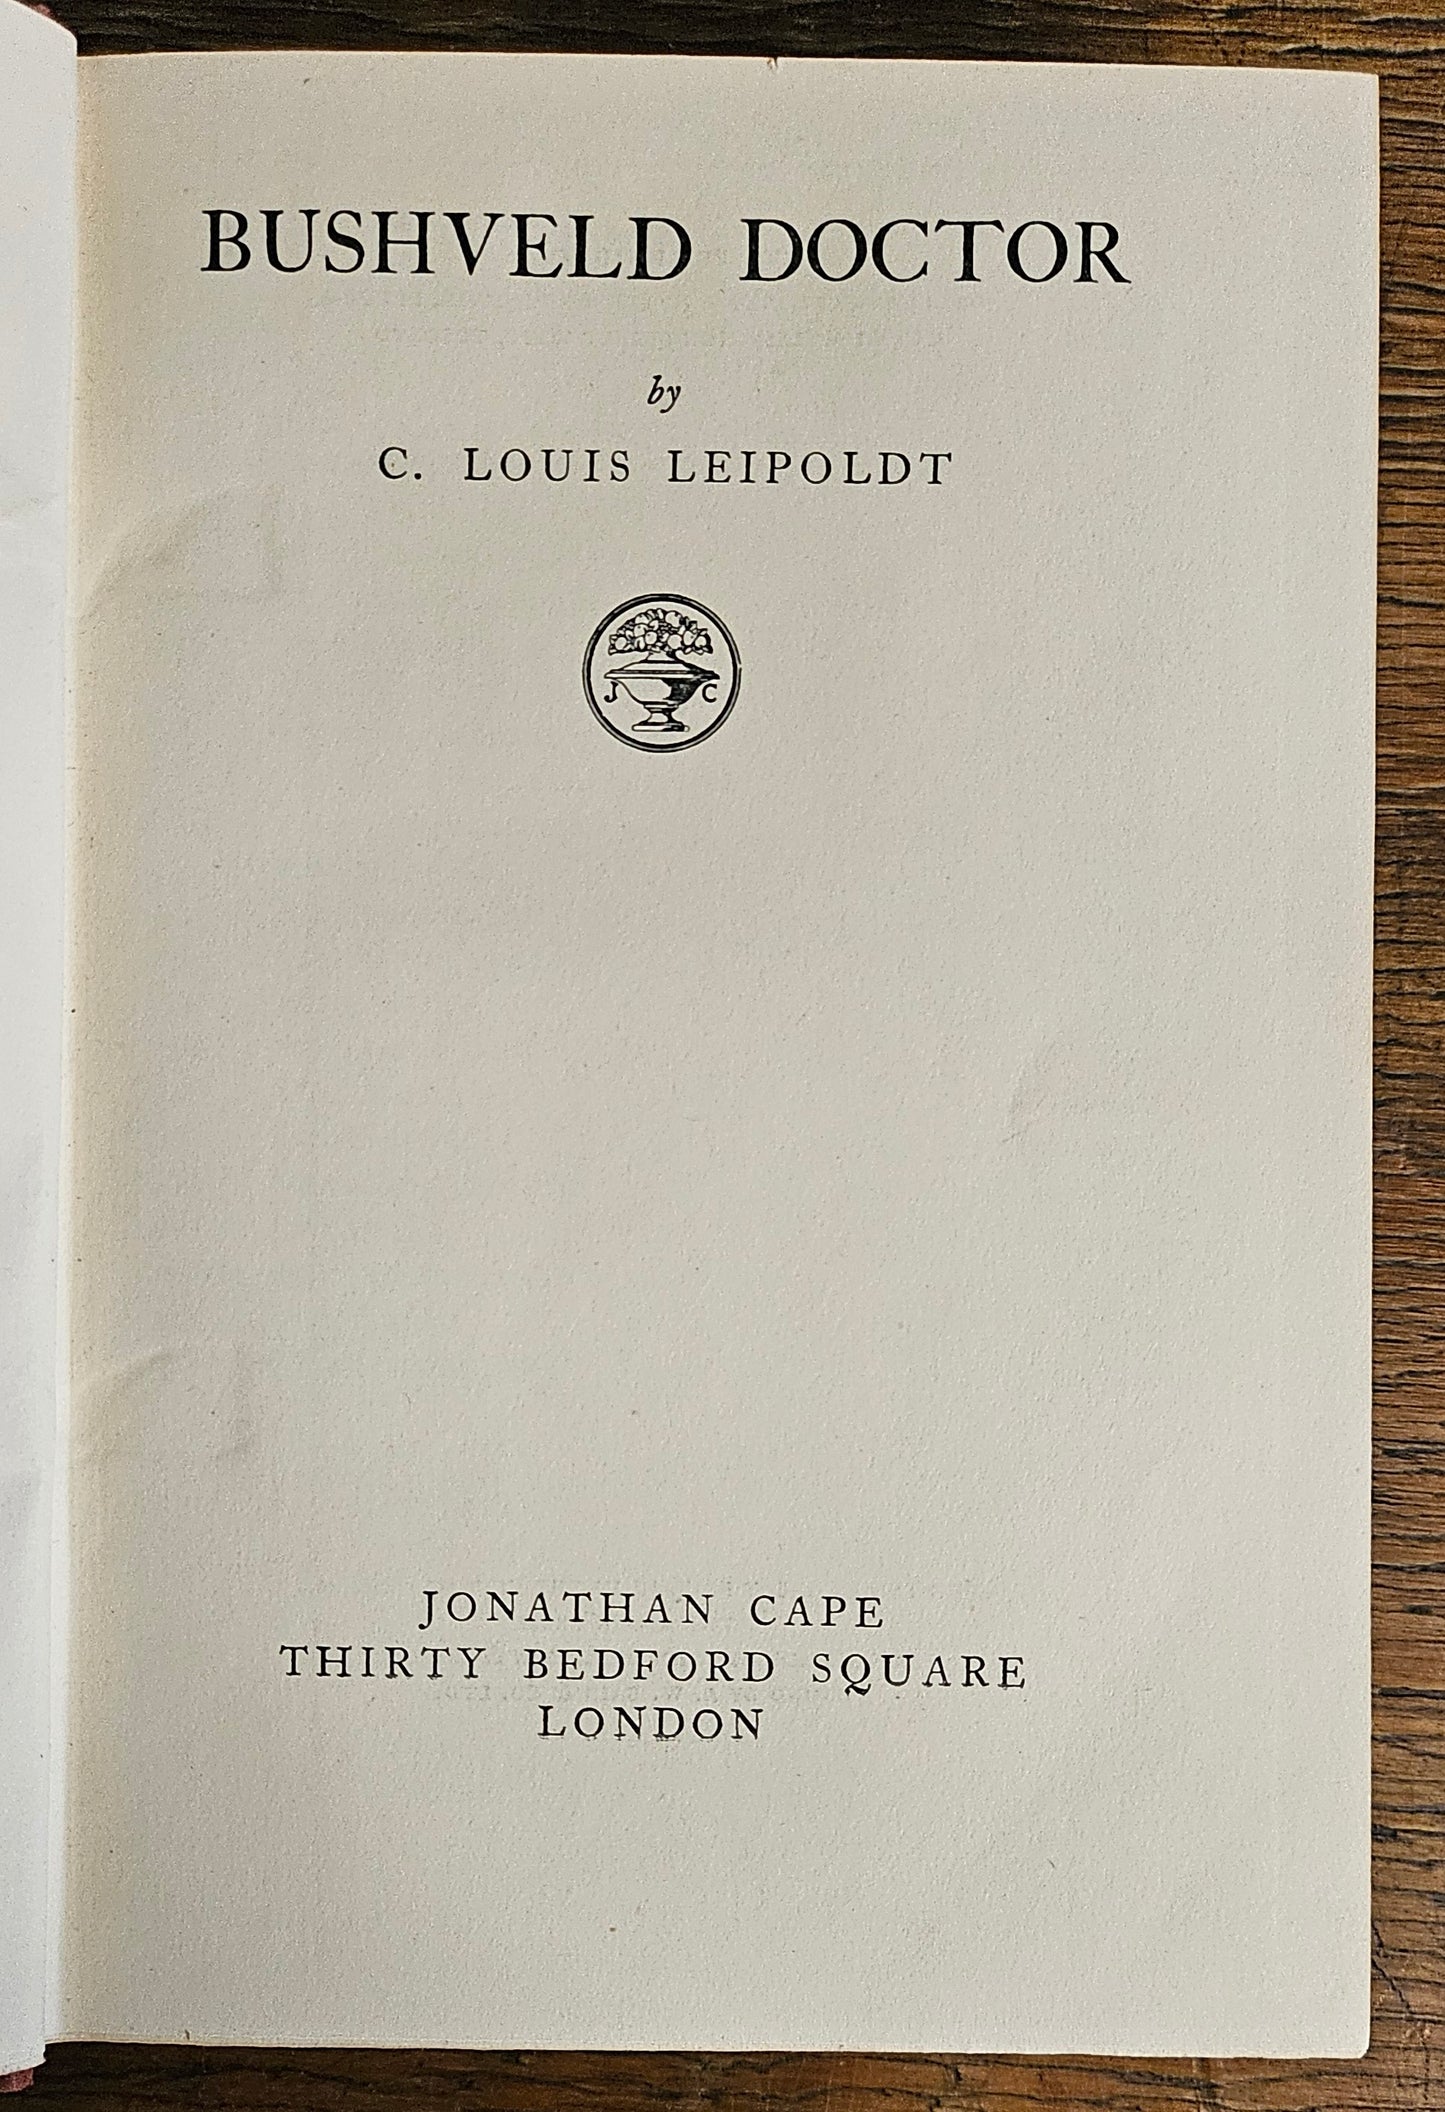 BUSHVELD DOCTOR
by
C. LOUIS LEIPOLDT
J C
JONATHAN CAPE
THIRTY BEDFORD SQUARE
LONDON